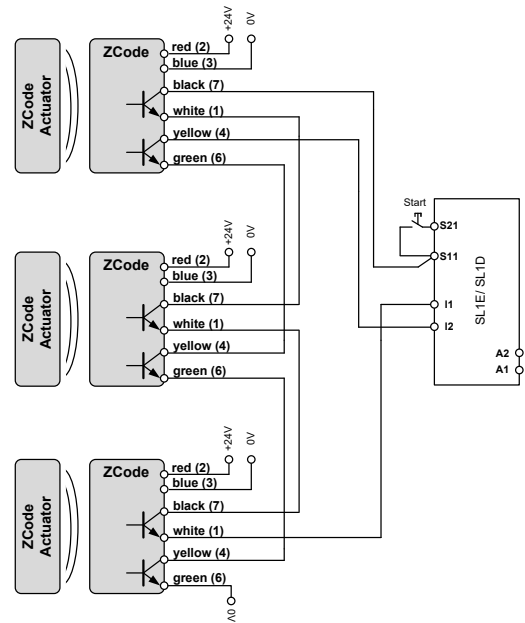 +24V
0V
ZCode
Actuator
ZCode
red (2)
blue (3)
black (7)
white (1)
yellow (4)
green (6)
Start
S21
S11
I1
I2
SL1E/ SL1D
A2
A1
+24V
0V
ZCode
Actuator
ZCode
red (2)
blue (3)
black (7)
white (1)
yellow (4)
green (6)
+24V
0V
ZCode
Actuator
ZCode
red (2)
blue (3)
black (7)
white (1)
yellow (4)
green (6)
0V